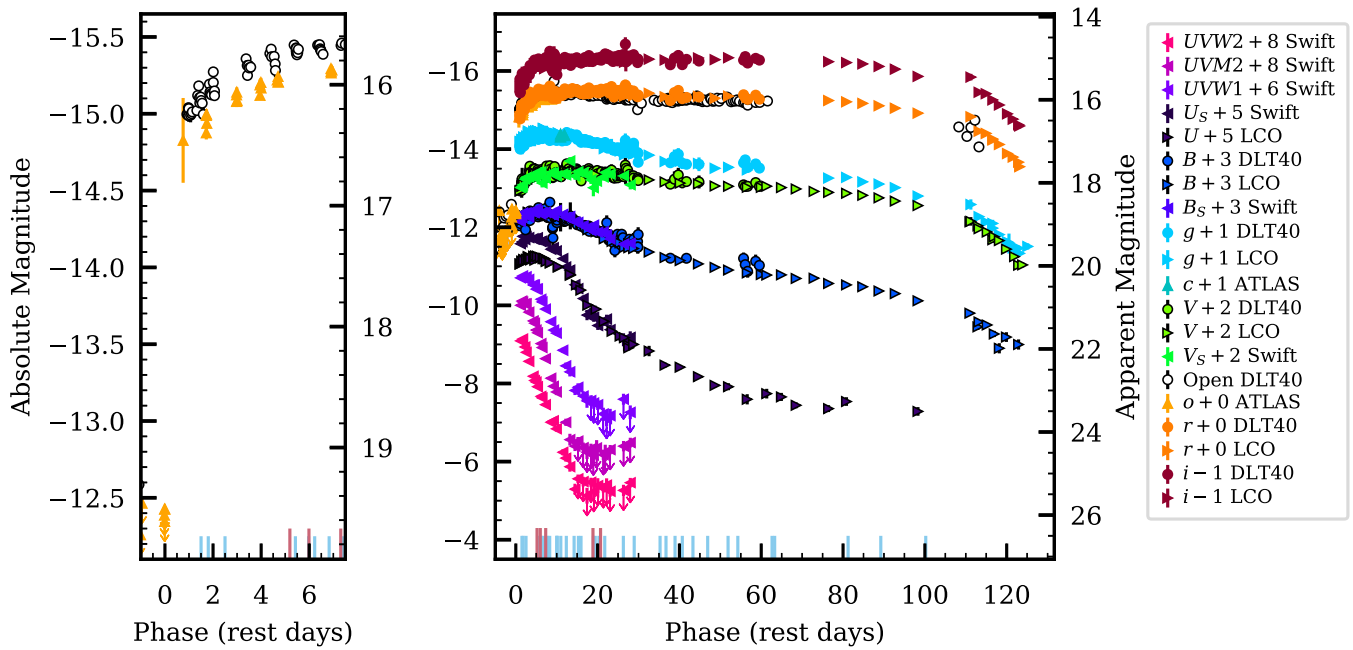 −15.5
−15.0
−14.5
−14.0
−13.5
−13.0
−12.5
Absolute Magnitude
16
17
18
19
0
2
4
6
Phase (rest days)
−16
−14
−12
−10
−8
−6
−4
14
16
18
20
22
24
26
Apparent Magnitude
0
20
40
60
80
100
120
Phase (rest days)
UVW2 + 8 Swift
UVM2 + 8 Swift
UVW1 + 6 Swift
U_S + 5 Swift
U + 5 LCO
B + 3 DLT40
B + 3 LCO
B_S + 3 Swift
g + 1 DLT40
g + 1 LCO
c + 1 ATLAS
V + 2 DLT40
V + 2 LCO
V_S + 2 Swift
Open DLT40
o + 0 ATLAS
r + 0 DLT40
r + 0 LCO
i − 1 DLT40
i − 1 LCO